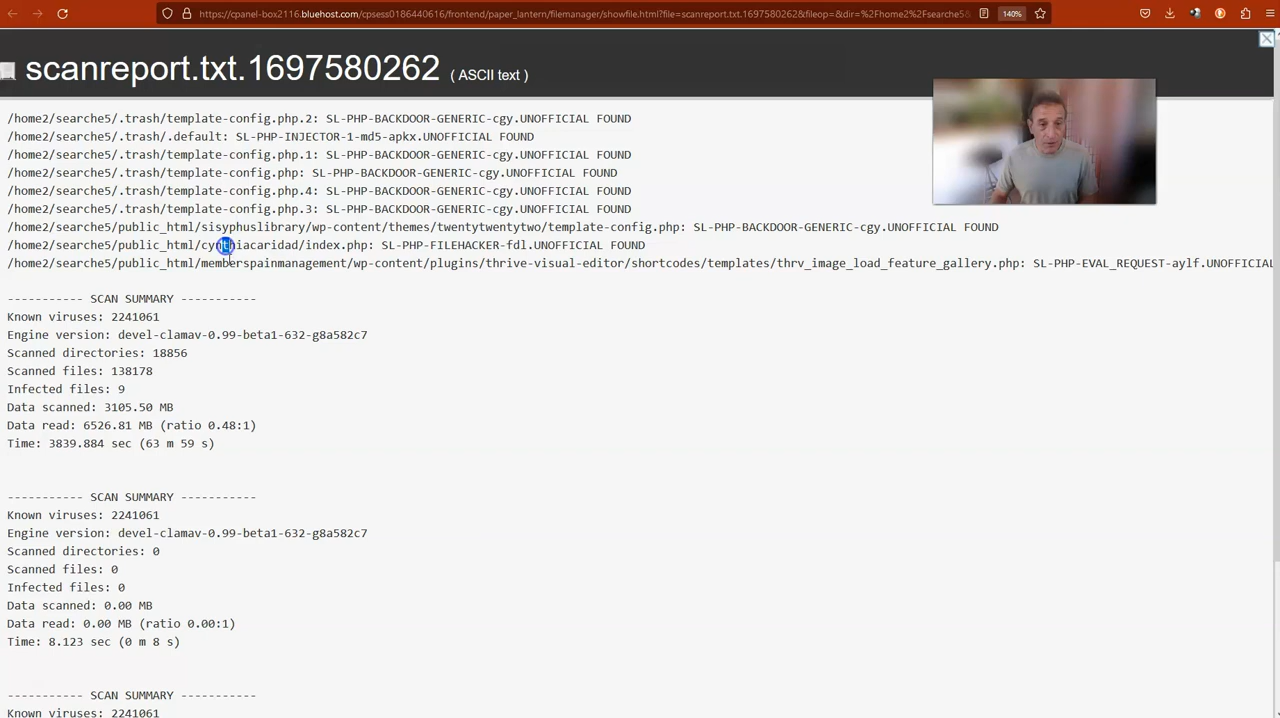 https://cpanel-box2116.bluehost.com/cpsess0186440616/frontend/paper_lantern/filemanager/showfile.html?file=scanreport.txt.1697580262&fileop=&dir=%2Fhome2%2Fsearche5&
140%
scanreport.txt.1697580262 ( ASCII text )
/home2/searche5/.trash/template-config.php.2: SL-PHP-BACKDOOR-GENERIC-cgy.UNOFFICIAL FOUND
/home2/searche5/.trash/.default: SL-PHP-INJECTOR-1-md5-apkx.UNOFFICIAL FOUND
/home2/searche5/.trash/template-config.php.1: SL-PHP-BACKDOOR-GENERIC-cgy.UNOFFICIAL FOUND
/home2/searche5/.trash/template-config.php: SL-PHP-BACKDOOR-GENERIC-cgy.UNOFFICIAL FOUND
/home2/searche5/.trash/template-config.php.4: SL-PHP-BACKDOOR-GENERIC-cgy.UNOFFICIAL FOUND
/home2/searche5/.trash/template-config.php.3: SL-PHP-BACKDOOR-GENERIC-cgy.UNOFFICIAL FOUND
/home2/searche5/public_html/sisyphuslibrary/wp-content/themes/twentytwentytwo/template-config.php: SL-PHP-BACKDOOR-GENERIC-cgy.UNOFFICIAL FOUND
/home2/searche5/public_html/cynthiacaridad/index.php: SL-PHP-FILEHACKER-fdl.UNOFFICIAL FOUND
/home2/searche5/public_html/memberspainmanagement/wp-content/plugins/thrive-visual-editor/shortcodes/templates/thrv_image_load_feature_gallery.php: SL-PHP-EVAL_REQUEST-aylf.UNOFFICIAL
----------- SCAN SUMMARY -----------
Known viruses: 2241061
Engine version: devel-clamav-0.99-beta1-632-g8a582c7
Scanned directories: 18856
Scanned files: 138178
Infected files: 9
Data scanned: 3105.50 MB
Data read: 6526.81 MB (ratio 0.48:1)
Time: 3839.884 sec (63 m 59 s)
----------- SCAN SUMMARY -----------
Known viruses: 2241061
Engine version: devel-clamav-0.99-beta1-632-g8a582c7
Scanned directories: 0
Scanned files: 0
Infected files: 0
Data scanned: 0.00 MB
Data read: 0.00 MB (ratio 0.00:1)
Time: 8.123 sec (0 m 8 s)
----------- SCAN SUMMARY -----------
Known viruses: 2241061